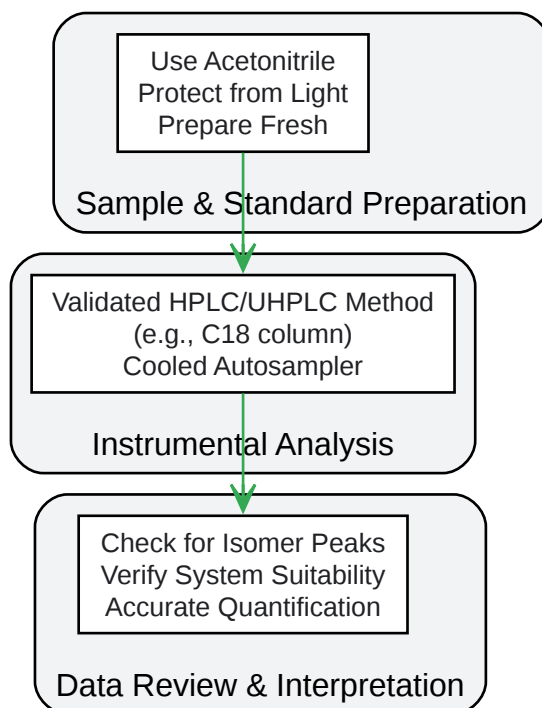 Use Acetonitrile
Protect from Light
Prepare Fresh
Sample & Standard Preparation
Validated HPLC/UHPLC Method
(e.g., C18 column)
Cooled Autosampler
Instrumental Analysis
Check for Isomer Peaks
Verify System Suitability
Accurate Quantification
Data Review & Interpretation